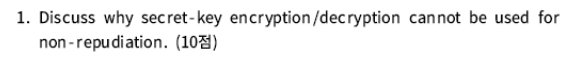 1. Discuss why secret-key encryption/decryption cannot be used for
non-repudiation. (10점)